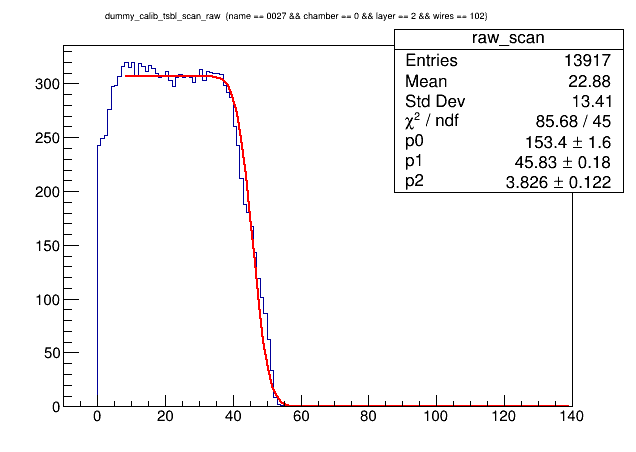 dummy_calib_tsbl_scan_raw (name == 0027 && chamber == 0 && layer == 2 && wires == 102)
raw_scan
Entries 13917
Mean 22.88
Std Dev 13.41
χ² / ndf 85.68 / 45
p0 153.4 ± 1.6
p1 45.83 ± 0.18
p2 3.826 ± 0.122
300
250
200
150
100
50
0
0 20 40 60 80 100 120 140